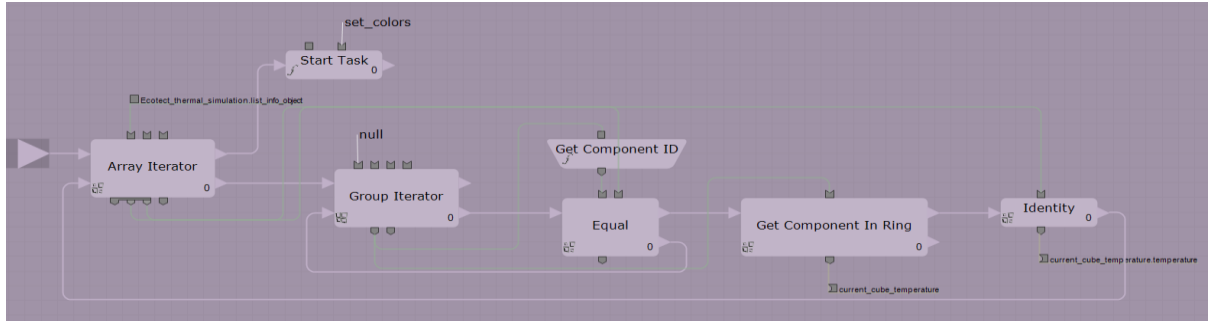 set_colors
Start Task
0
Ecotect_thermal_simulation.list_info_object
null
Get Component ID
Array Iterator
0
Group Iterator
0
Equal
0
Get Component In Ring
0
Identity
0
current_cube_temperature.temperature
current_cube_temperature